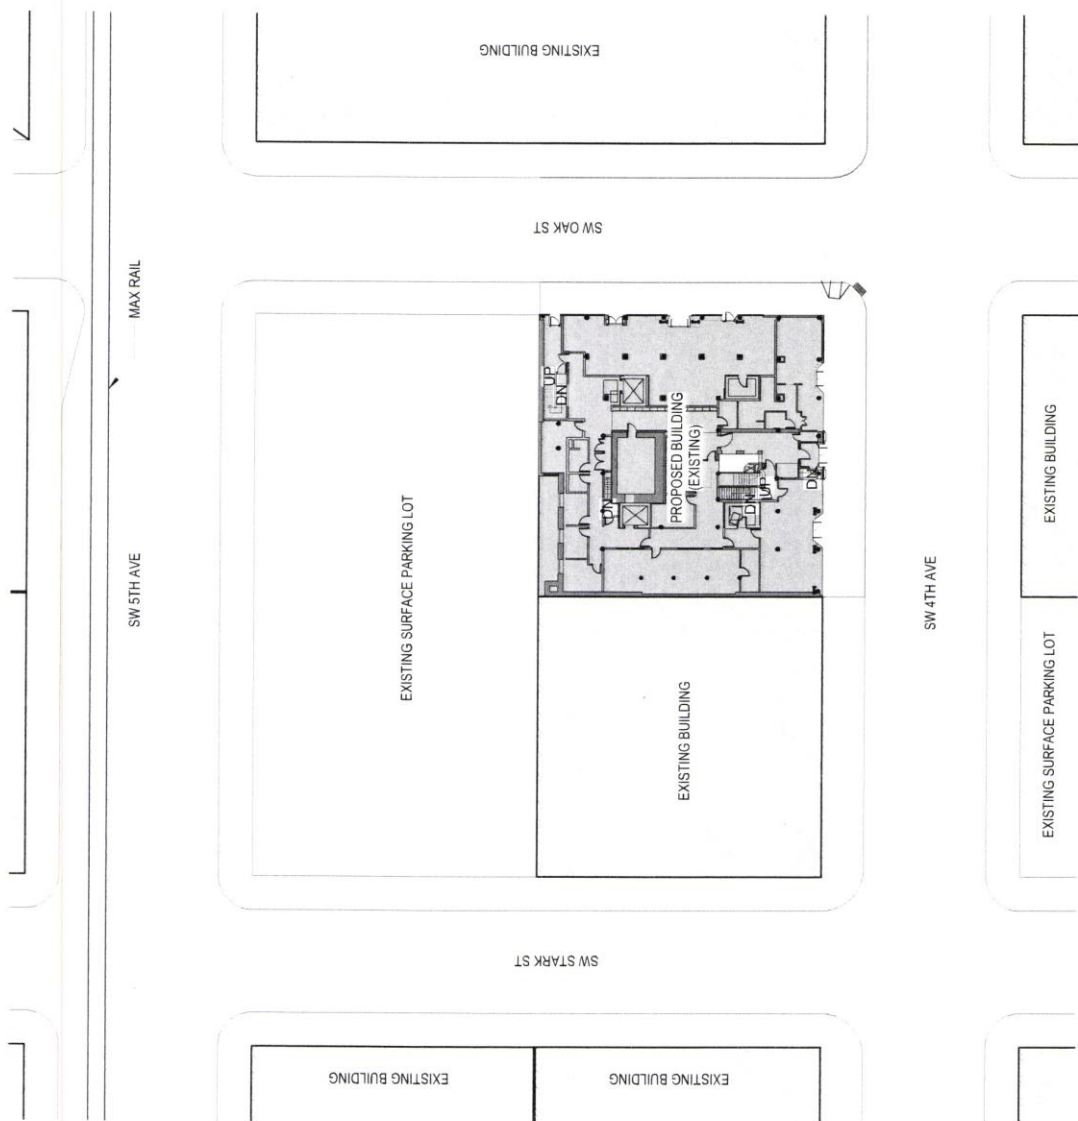 EXISTING BUILDING
SW OAK ST
MAX RAIL
UP
DN
PROPOSED BUILDING
(EXISTING)
DN
DN
UP
DN
EXISTING SURFACE PARKING LOT
SW 5TH AVE
EXISTING BUILDING
SW 4TH AVE
EXISTING BUILDING
EXISTING SURFACE PARKING LOT
SW STARK ST
EXISTING BUILDING
EXISTING BUILDING